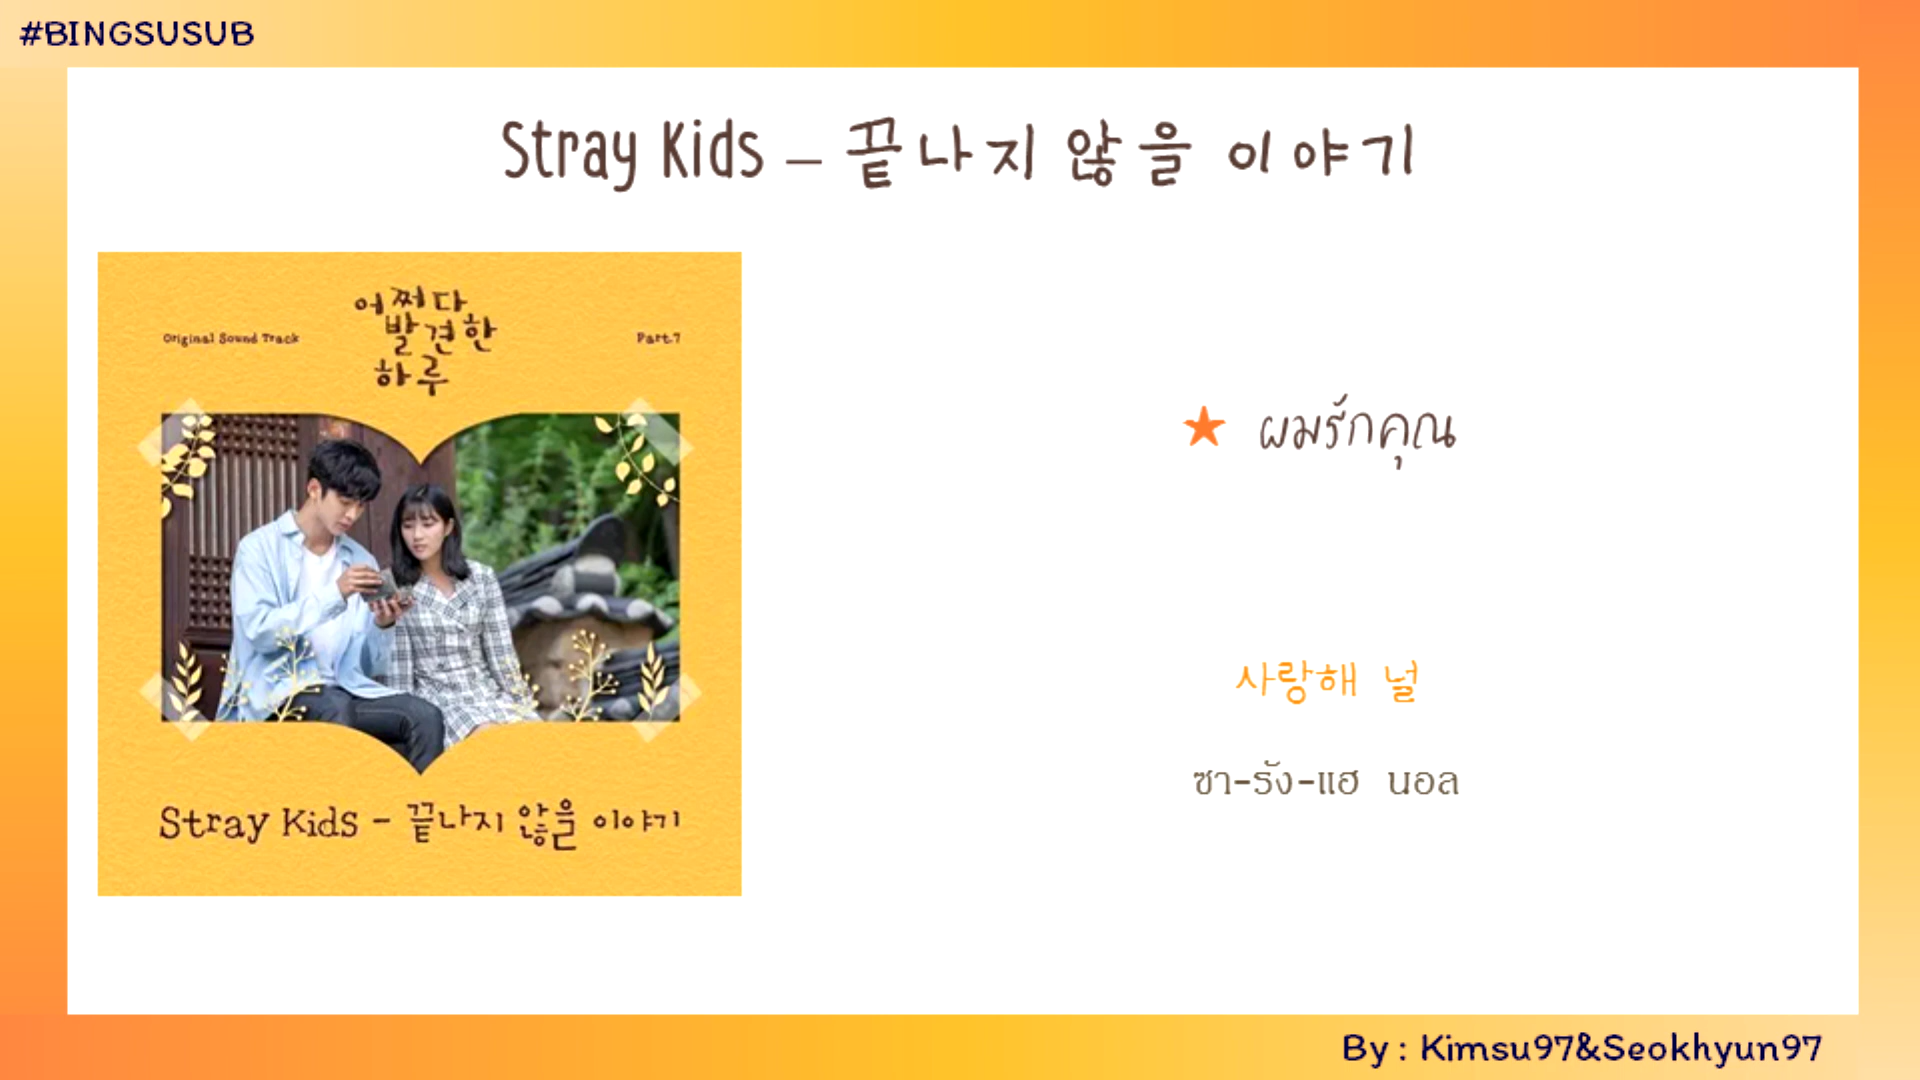 #BINGSUSUB
Stray Kids – 끝나지 않을 이야기
어쩌다
발견한
하루
Original Sound Track
Part.7
Stray Kids - 끝나지 않을 이야기
★ ผมรักคุณ
사랑해 널
ซา-รัง-แฮ นอล
By : Kimsu97&Seokhyun97